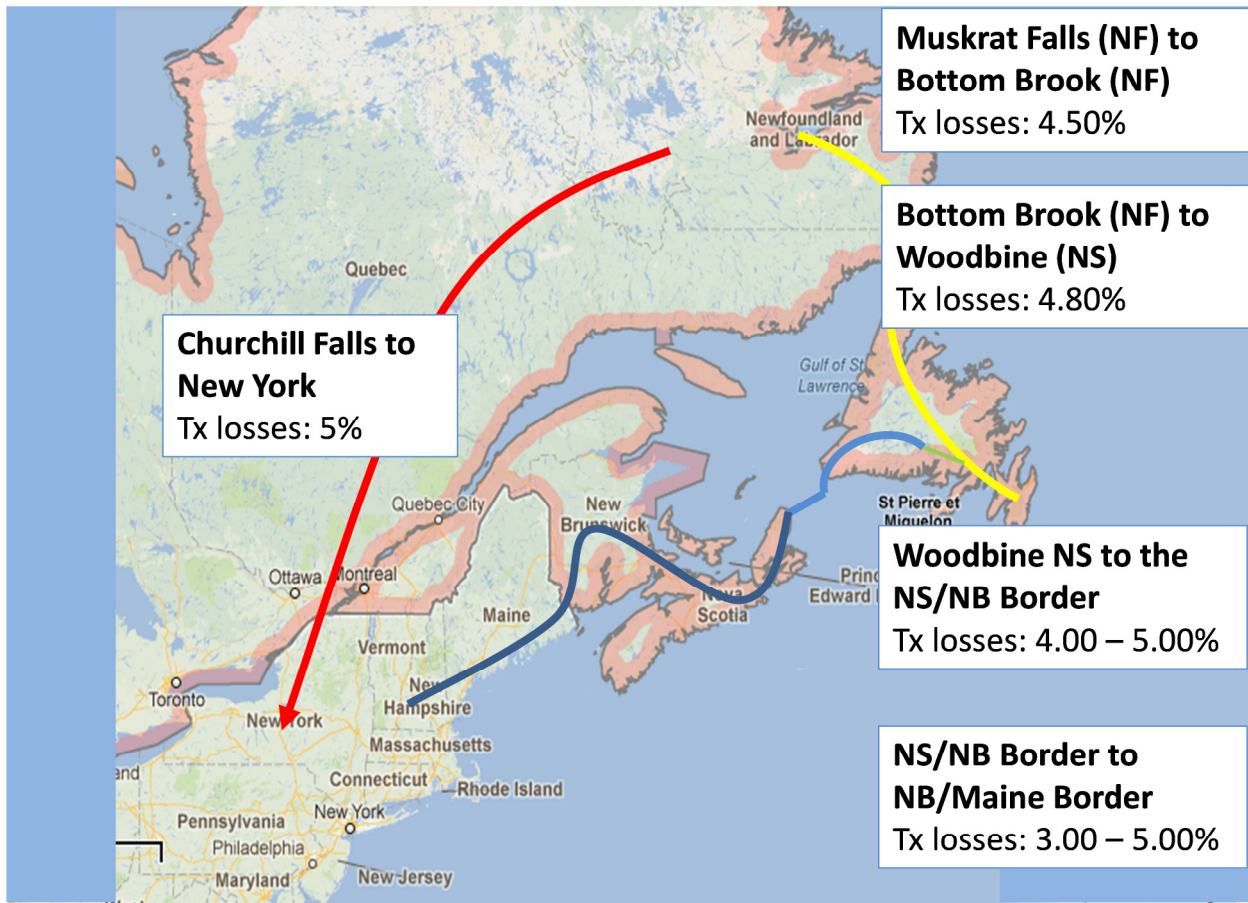 Muskrat Falls (NF) to
Bottom Brook (NF)
Tx losses: 4.50%
Newfoundland
and Labrador
Bottom Brook (NF) to
Woodbine (NS)
Tx losses: 4.80%
Quebec
Churchill Falls to
New York
Tx losses: 5%
Gulf of St
Lawrence
Quebec City
New
Brunswick
St Pierre et
Miquelon
Woodbine NS to the
NS/NB Border
Tx losses: 4.00 – 5.00%
Ottawa
Montreal
Maine
Nova
Scotia
Edward
Vermont
Toronto
New
Hampshire
New York
Massachusetts
NS/NB Border to
NB/Maine Border
Tx losses: 3.00 – 5.00%
Connecticut
Rhode Island
Pennsylvania
New York
Philadelphia
Maryland
New Jersey